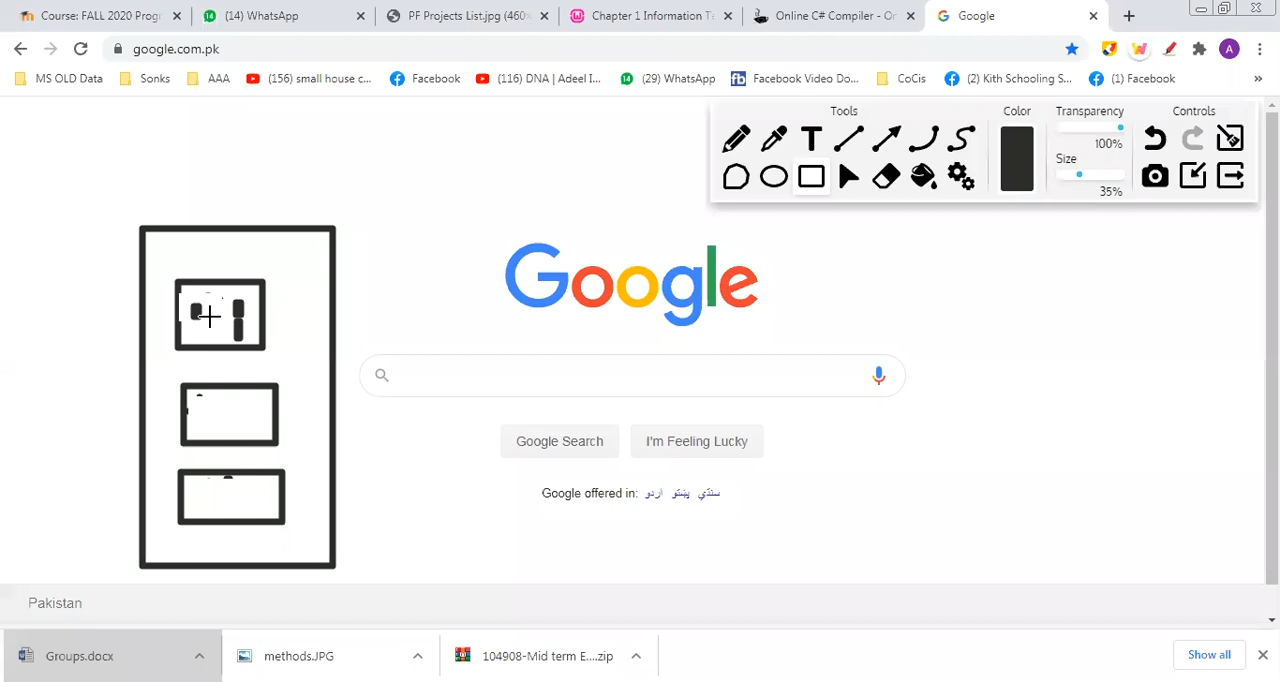 Course: FALL 2020 Progr
(14) WhatsApp
PF Projects List.jpg (460%
Chapter 1 Information Te
Online C# Compiler - On
Google
google.com.pk
A
MS OLD Data
Sonks
AAA
(156) small house c...
Facebook
(116) DNA | Adeel I...
(29) WhatsApp
Facebook Video Do...
CoCis
(2) Kith Schooling S...
(1) Facebook
»
Tools
Color
Transparency
Controls
100%
Size
35%
Google
Google Search
I'm Feeling Lucky
Google offered in: اردو پښتو سنڌي
Pakistan
Groups.docx
methods.JPG
104908-Mid term E....zip
Show all